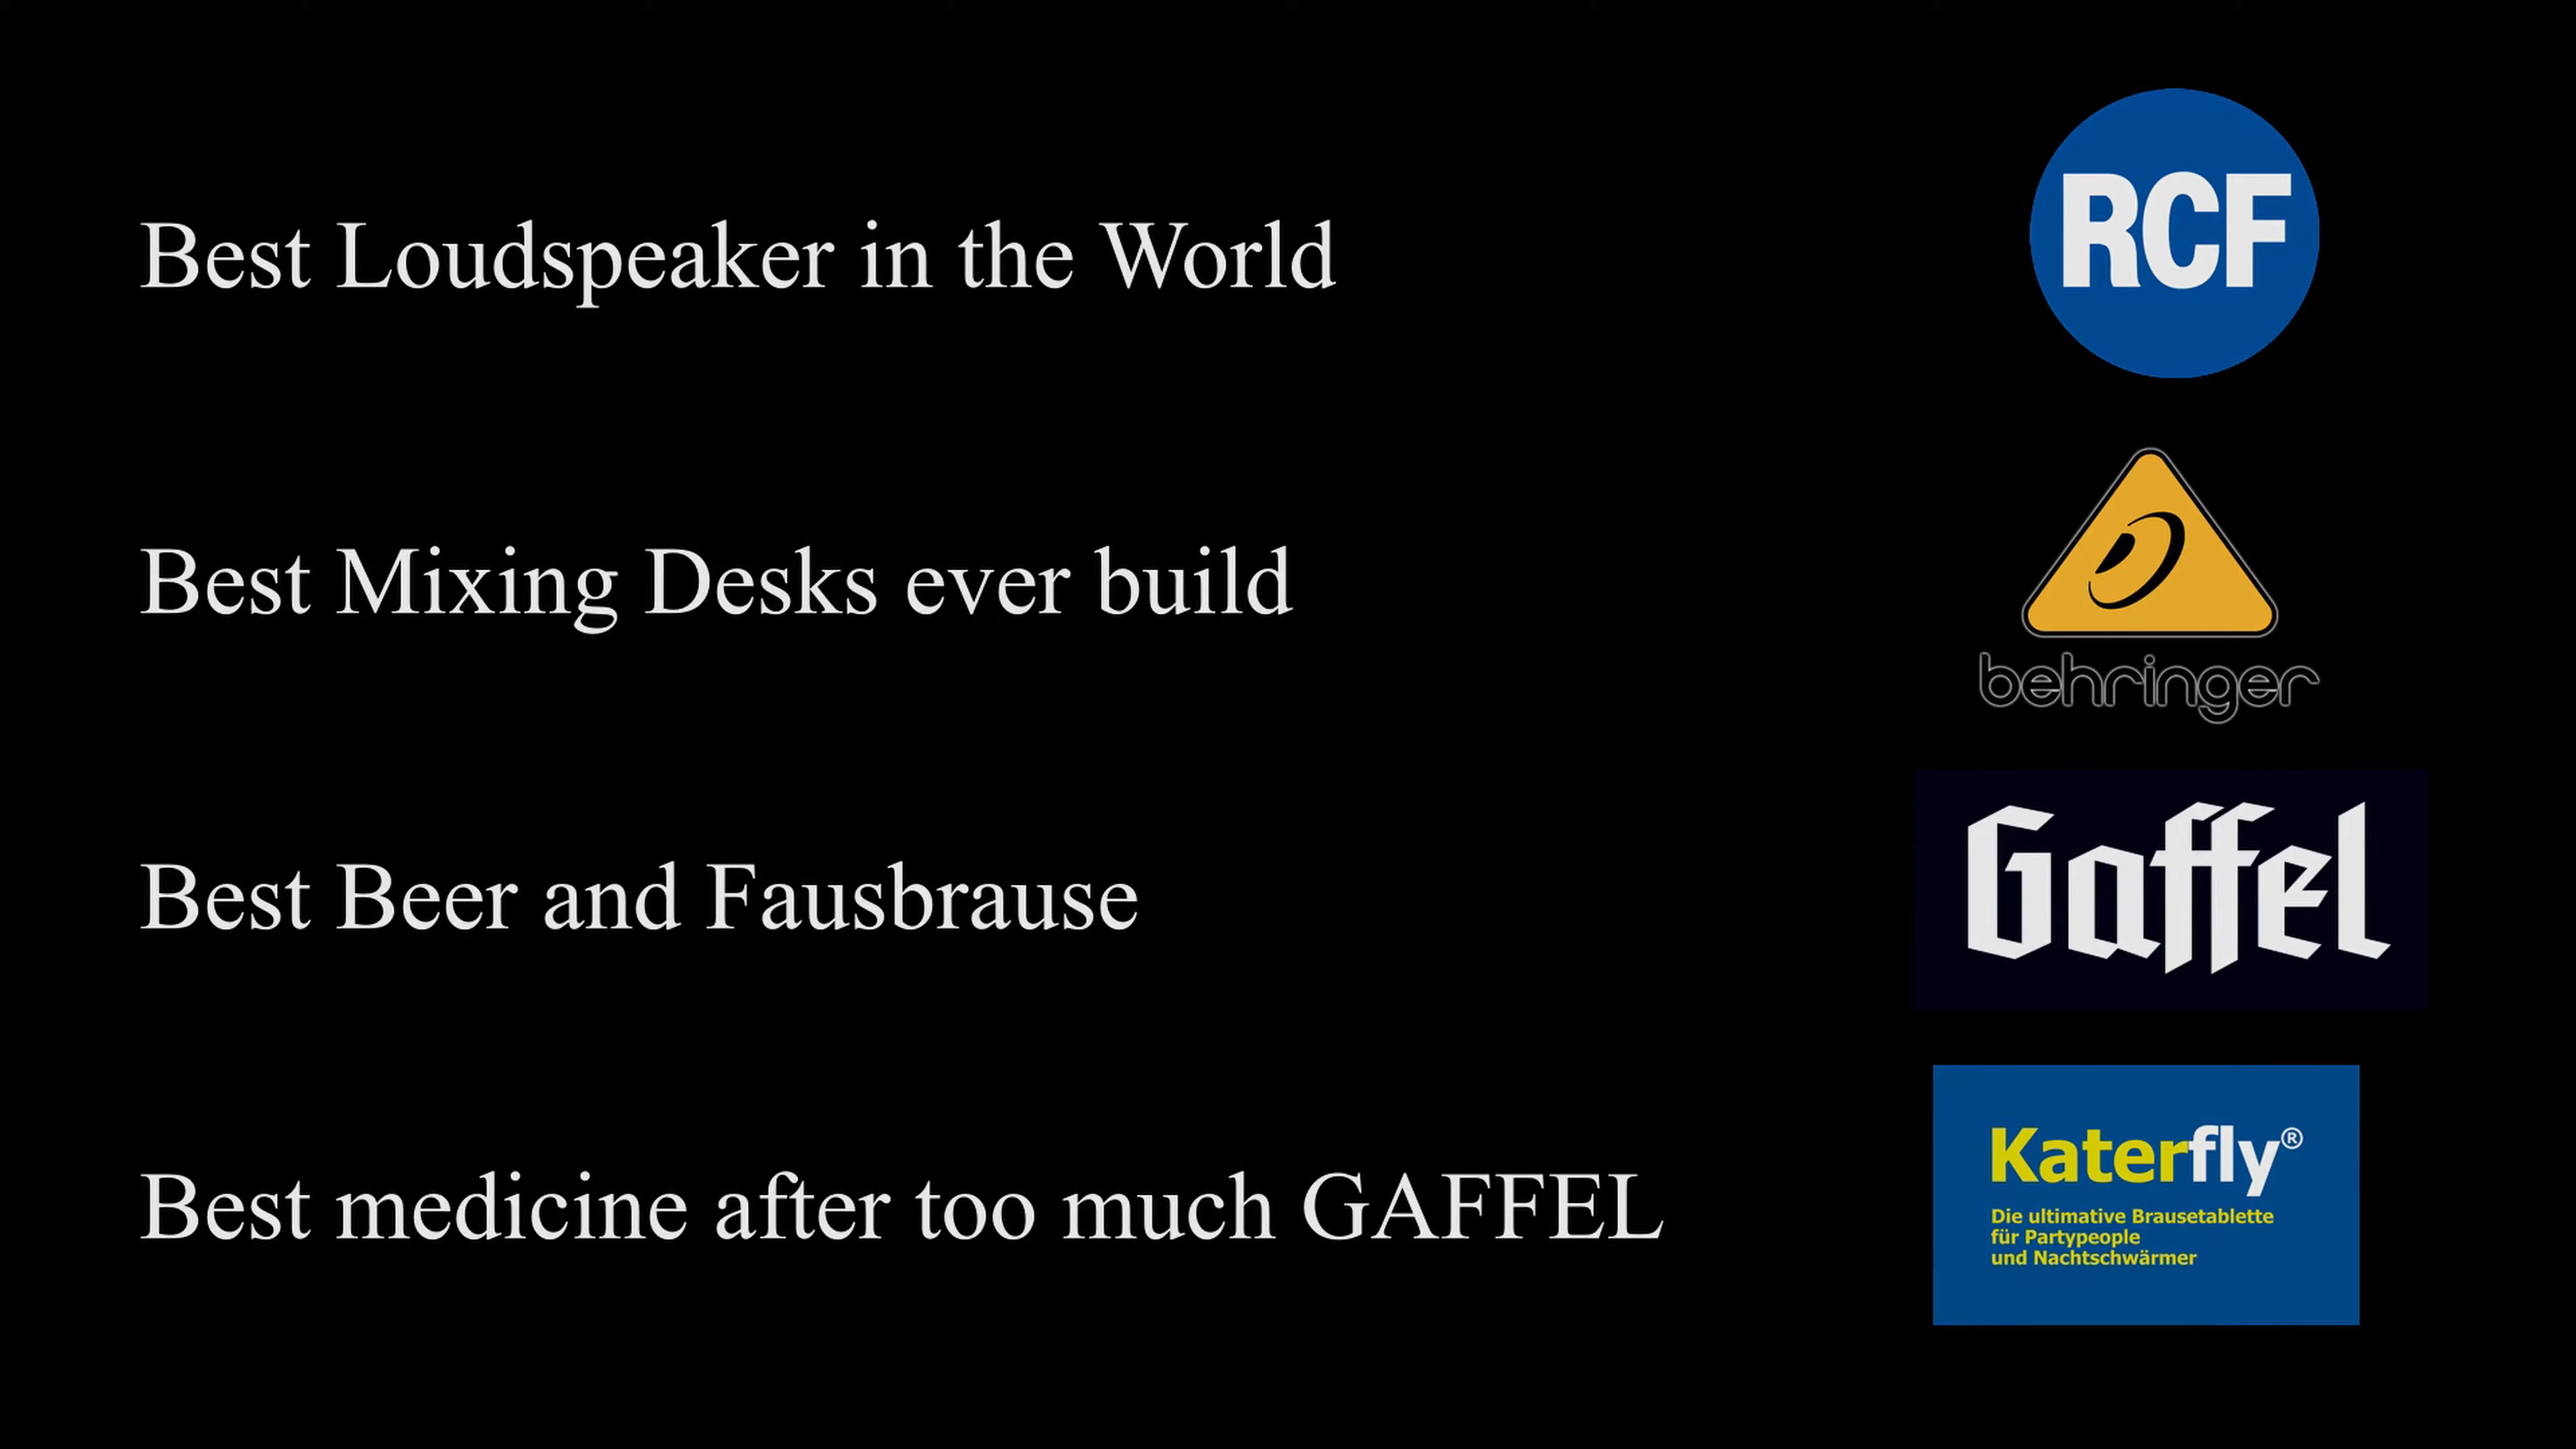 Best Loudspeaker in the World
RCF
Best Mixing Desks ever build
behringer
Best Beer and Fausbrause
Gaffel
Best medicine after too much GAFFEL
Katerfly®
Die ultimative Brausetablette
für Partypeople
und Nachtschwärmer